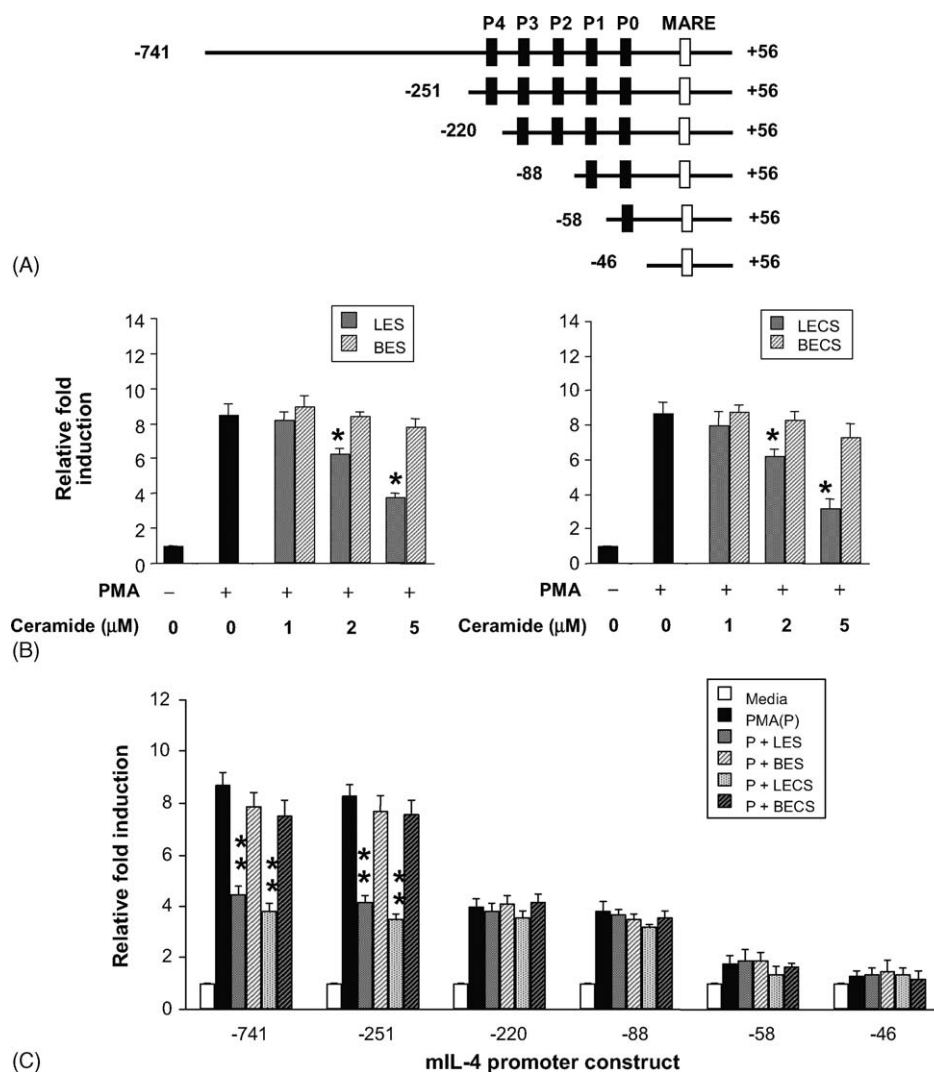 P4 P3 P2 P1 P0 MARE
-741 +56
-251 +56
-220 +56
-88 +56
-58 +56
-46 +56
(A)
Relative fold induction
14
12
10
8
6
4
2
0
LES
BES
*
*
PMA − + + + +
Ceramide (μM) 0 0 1 2 5
14
12
10
8
6
4
2
0
LECS
BECS
*
*
PMA − + + + +
Ceramide (μM) 0 0 1 2 5
(B)
Relative fold induction
12
10
8
6
4
2
0
Media
PMA(P)
P + LES
P + BES
P + LECS
P + BECS
** ** ** **
-741 -251 -220 -88 -58 -46
mIL-4 promoter construct
(C)